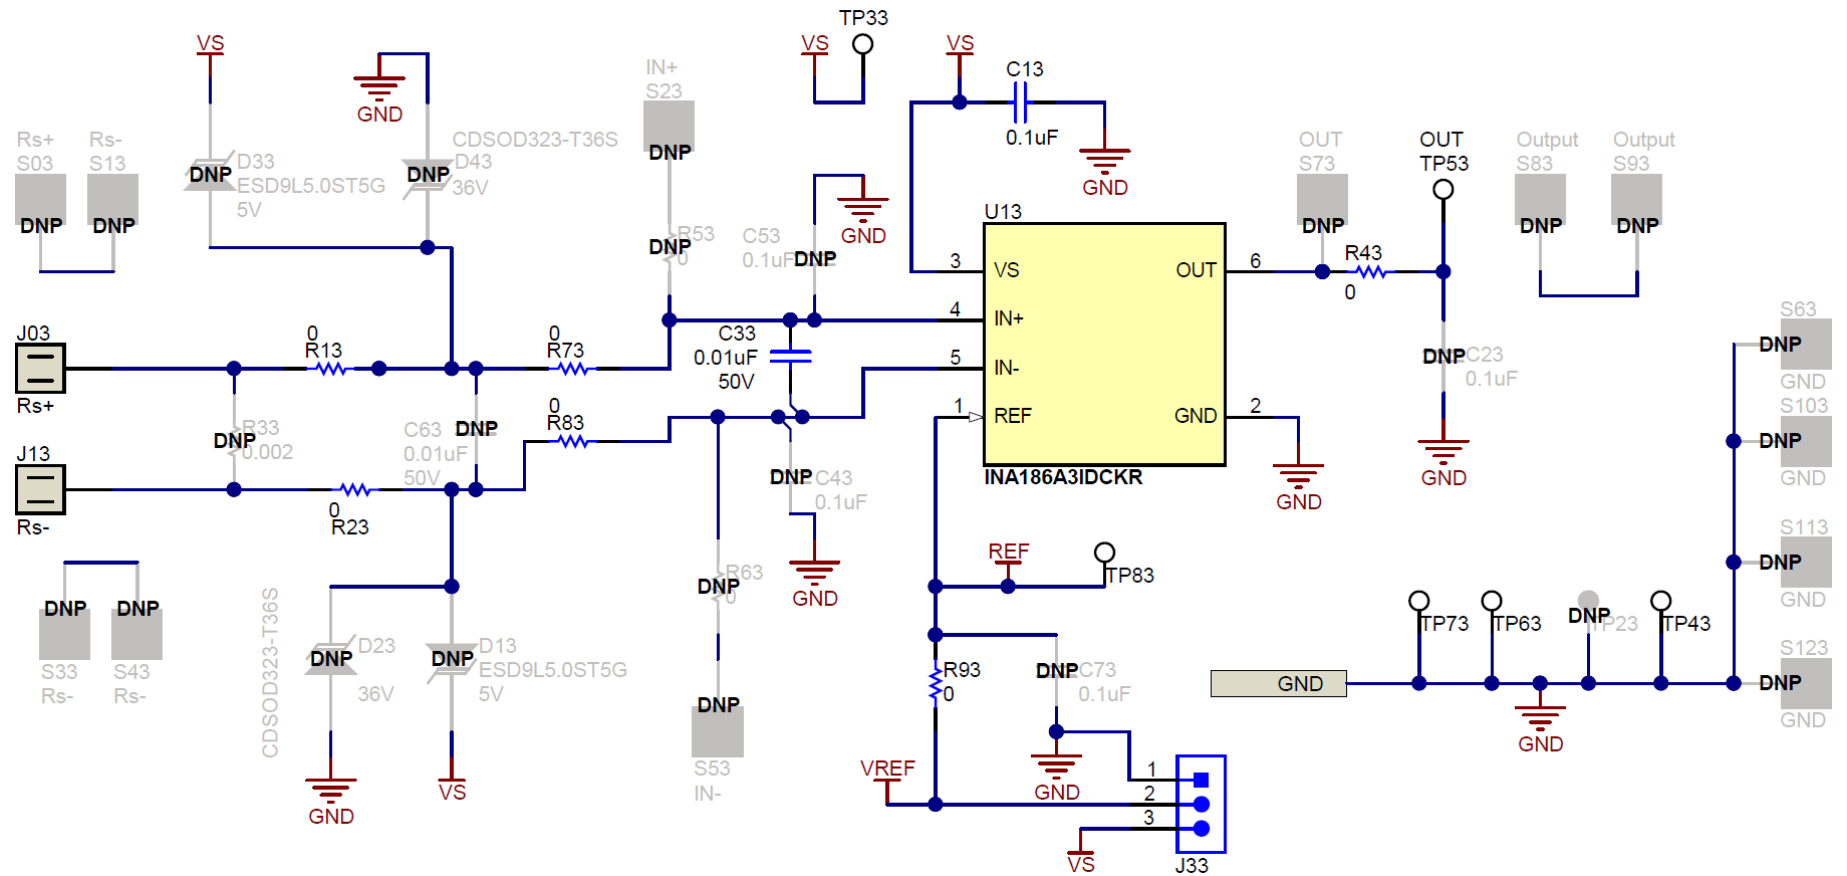 TP33
VS
VS
VS
C13
0.1uF
GND
GND
IN+
S23
DNP
CDSOD323-T36S
D43
DNP
36V
Rs+
S03
DNP
Rs-
S13
DNP
D33
DNP
ESD9L5.0ST5G
5V
OUT
S73
DNP
OUT
TP53
Output
S83
DNP
Output
S93
DNP
R53
DNP
0
C53
0.1uF
DNP
GND
U13
3
VS
OUT
6
4
IN+
5
IN-
1
REF
GND
2
INA186A3IDCKR
GND
R43
0
DNP
C23
0.1uF
GND
J03
Rs+
0
R13
0
R73
C33
0.01uF
50V
0
R83
R33
DNP
0.002
C63
DNP
0.01uF
50V
J13
Rs-
0
R23
DNP
C43
0.1uF
GND
S63
DNP
GND
S103
DNP
GND
S113
DNP
GND
S123
DNP
GND
REF
TP83
R63
DNP
0
DNP
S33
Rs-
DNP
S43
Rs-
CDSOD323-T36S
D23
DNP
36V
GND
D13
DNP
ESD9L5.0ST5G
5V
VS
DNP
S53
IN-
R93
0
DNP
C73
0.1uF
GND
VREF
1
2
3
VS
J33
GND
TP73
TP63
DNP
TP23
TP43
GND